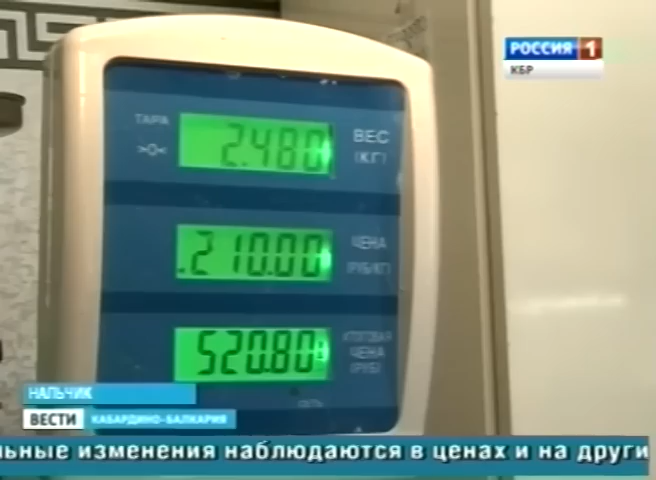 РОССИЯ 1
КБР
ТАРА
>0<
2.480
ВЕС
(КГ)
.210.00
ЦЕНА
(РУБ/КГ)
520.80
ИТОГОВАЯ
ЦЕНА
(РУБ)
НАЛЬЧИК
ВЕСТИ КАБАРДИНО-БАЛКАРИЯ
льные изменения наблюдаются в ценах и на други